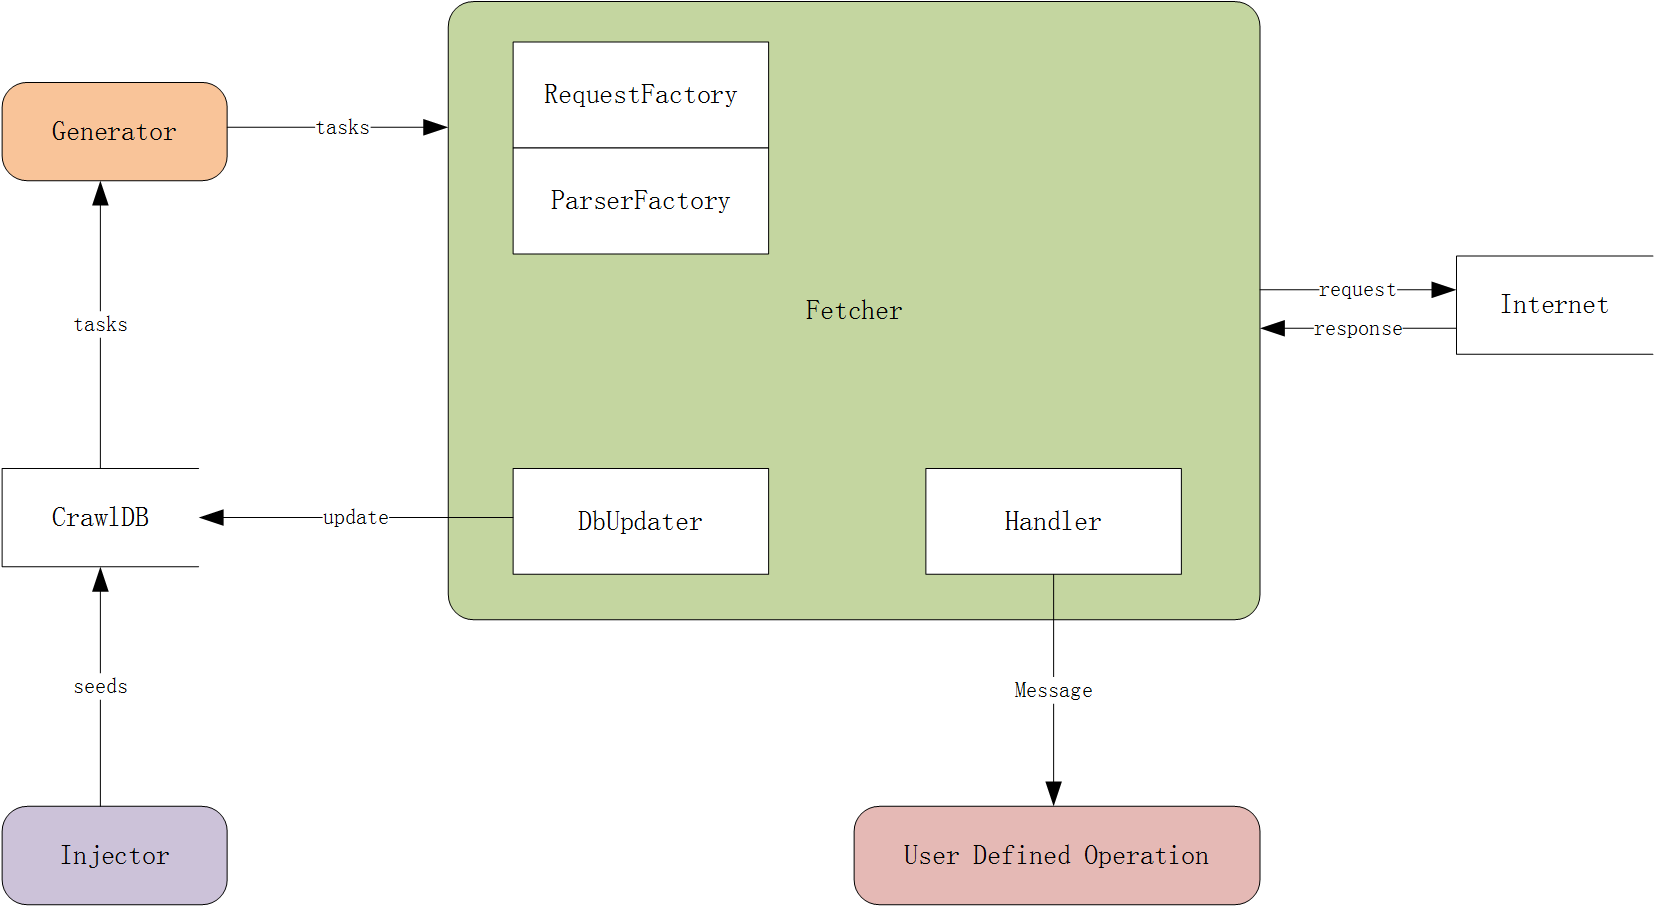 RequestFactory
Generator
tasks
ParserFactory
request
Internet
Fetcher
tasks
response
CrawlDB
update
DbUpdater
Handler
seeds
Message
Injector
User Defined Operation